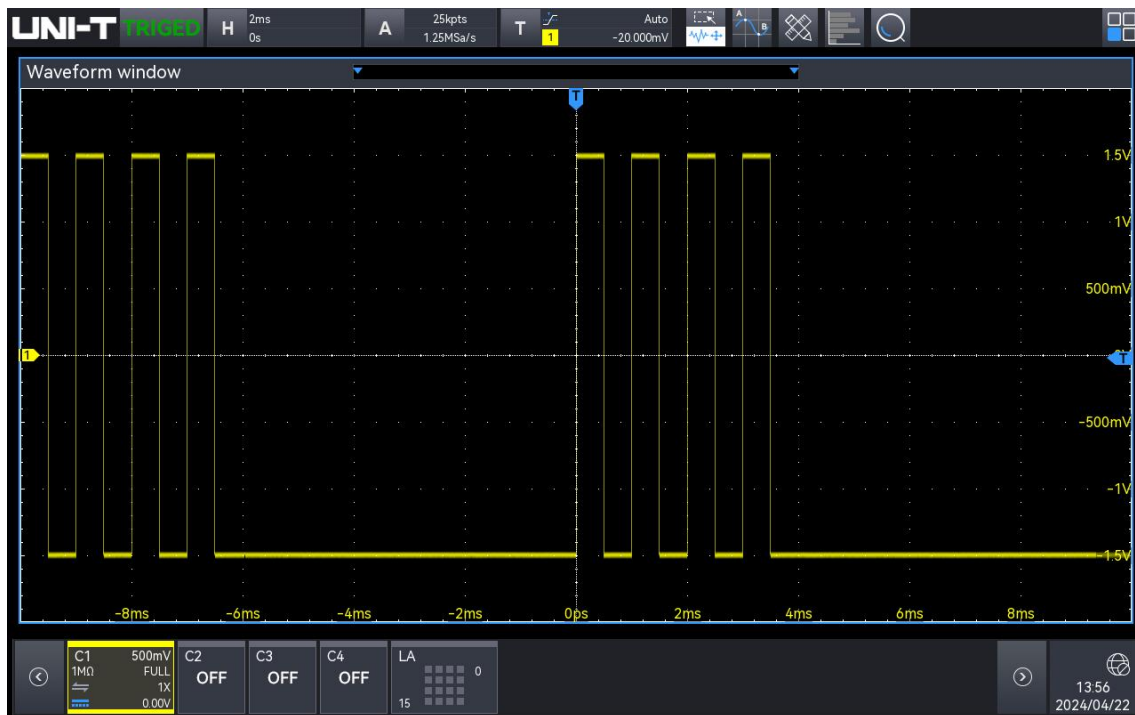 UNI-T TRIGED H 2ms 0s A 25kpts 1.25MSa/s T 1 Auto -20.000mV A B
Waveform window
T
1.5V
1V
500mV
1 T
-500mV
-1V
-1.5V
-8ms -6ms -4ms -2ms 0ps 2ms 4ms 6ms 8ms
C1 500mV 1MΩ FULL 1X 0.00V
C2 OFF
C3 OFF
C4 OFF
LA 0 15
13:56
2024/04/22